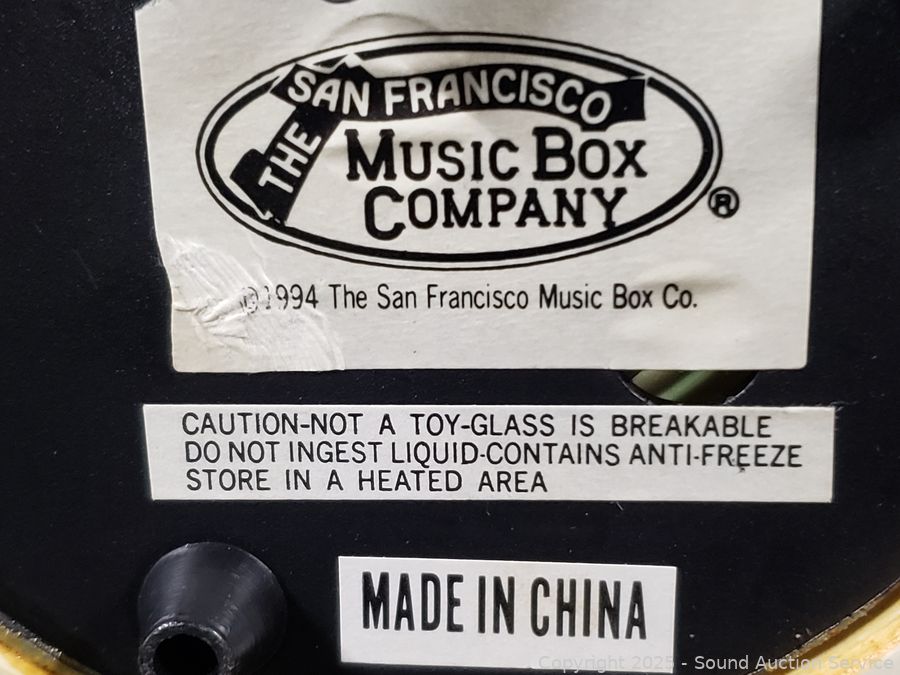 THE SAN FRANCISCO
MUSIC BOX
COMPANY ®
©1994 The San Francisco Music Box Co.
CAUTION-NOT A TOY-GLASS IS BREAKABLE
DO NOT INGEST LIQUID-CONTAINS ANTI-FREEZE
STORE IN A HEATED AREA
MADE IN CHINA
Copyright 2025 - Sound Auction Service